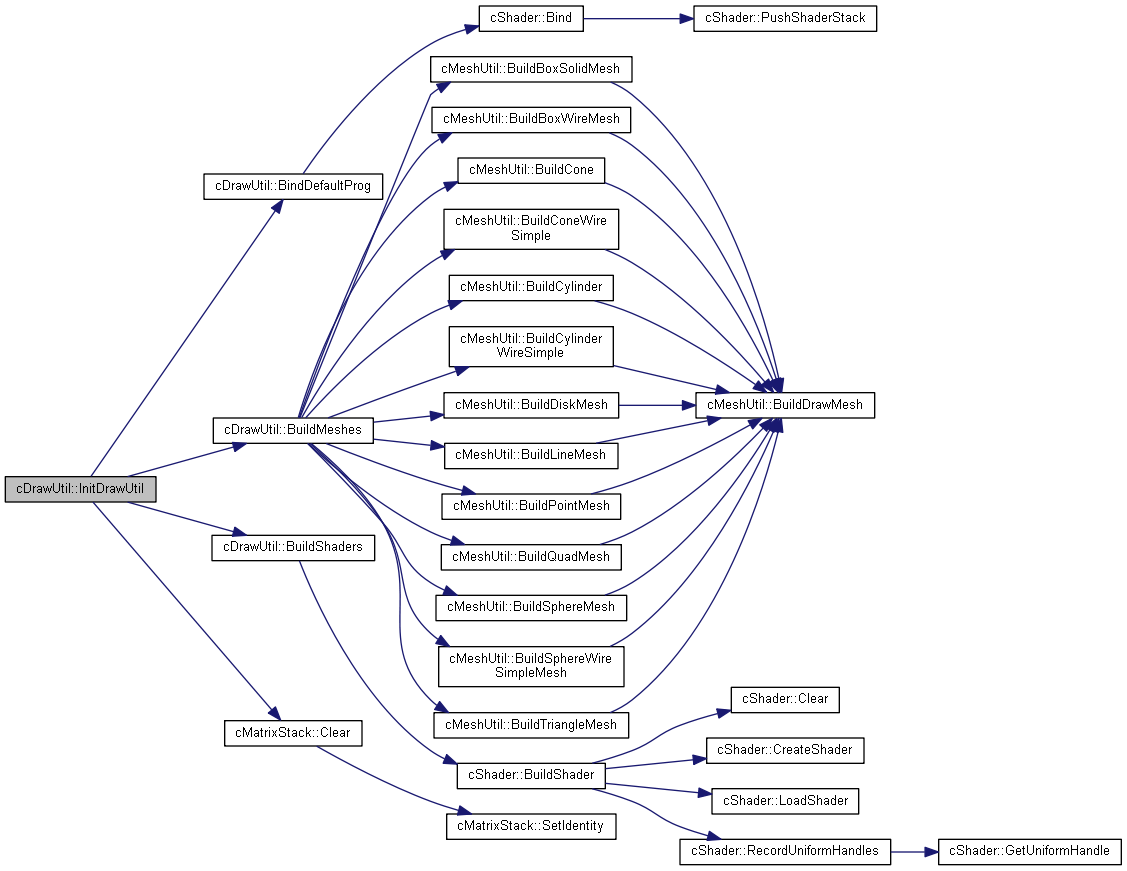 cShader::Bind
cShader::PushShaderStack
cMeshUtil::BuildBoxSolidMesh
cMeshUtil::BuildBoxWireMesh
cMeshUtil::BuildCone
cDrawUtil::BindDefaultProg
cMeshUtil::BuildConeWire
Simple
cMeshUtil::BuildCylinder
cMeshUtil::BuildCylinder
WireSimple
cMeshUtil::BuildDiskMesh
cMeshUtil::BuildDrawMesh
cDrawUtil::BuildMeshes
cMeshUtil::BuildLineMesh
cDrawUtil::InitDrawUtil
cMeshUtil::BuildPointMesh
cDrawUtil::BuildShaders
cMeshUtil::BuildQuadMesh
cMeshUtil::BuildSphereMesh
cMeshUtil::BuildSphereWire
SimpleMesh
cShader::Clear
cMeshUtil::BuildTriangleMesh
cMatrixStack::Clear
cShader::CreateShader
cShader::BuildShader
cShader::LoadShader
cMatrixStack::SetIdentity
cShader::RecordUniformHandles
cShader::GetUniformHandle